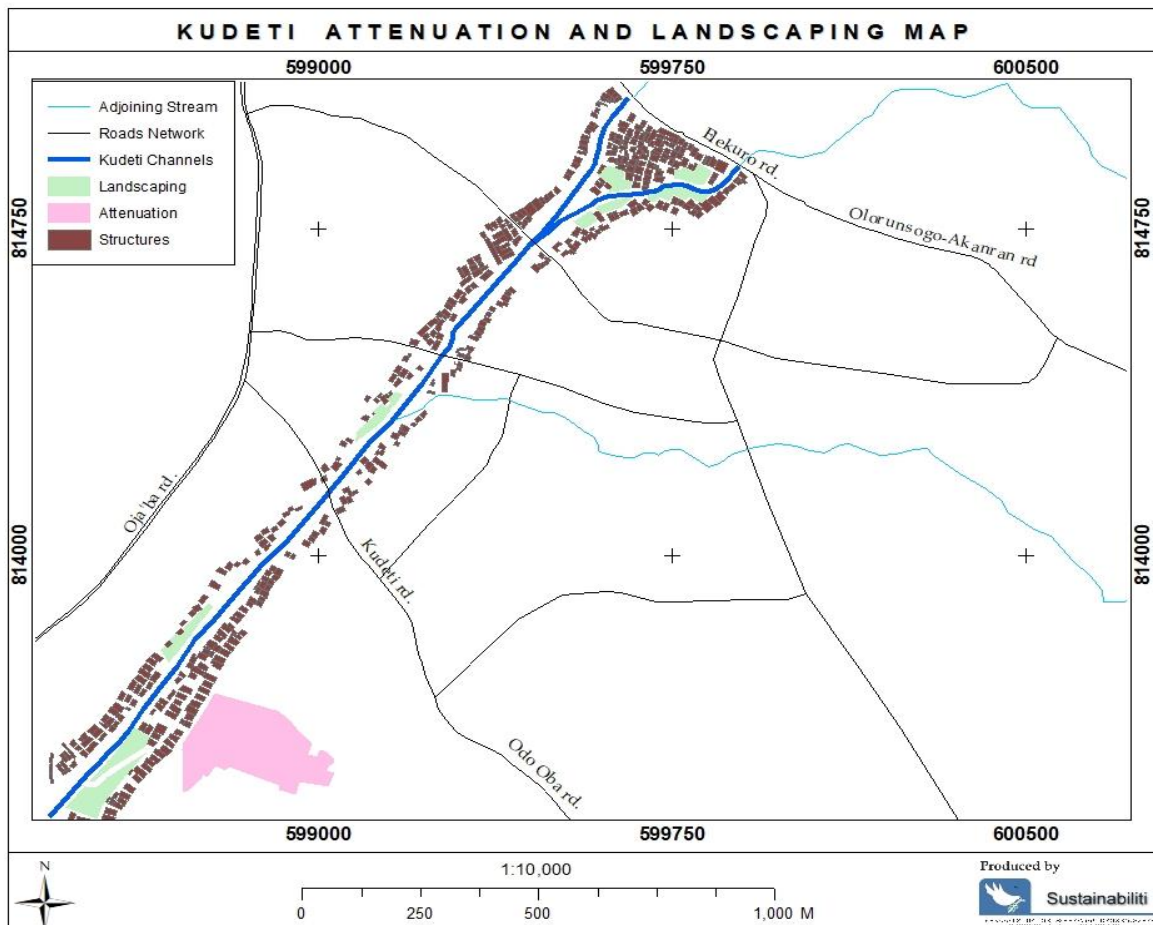 KUDETI ATTENUATION AND LANDSCAPING MAP
599000 599750 600500
Adjoining Stream
Roads Network
Kudeti Channels
Landscaping
Attenuation
Structures
Elekuro rd.
Olorunsogo-Akanran rd
814750 814750
Oja'ba rd.
Kudeti rd.
814000 814000
Odo Oba rd.
599000 599750 600500
N
1:10,000
0 250 500 1,000 M
Produced by
Sustainabiliti